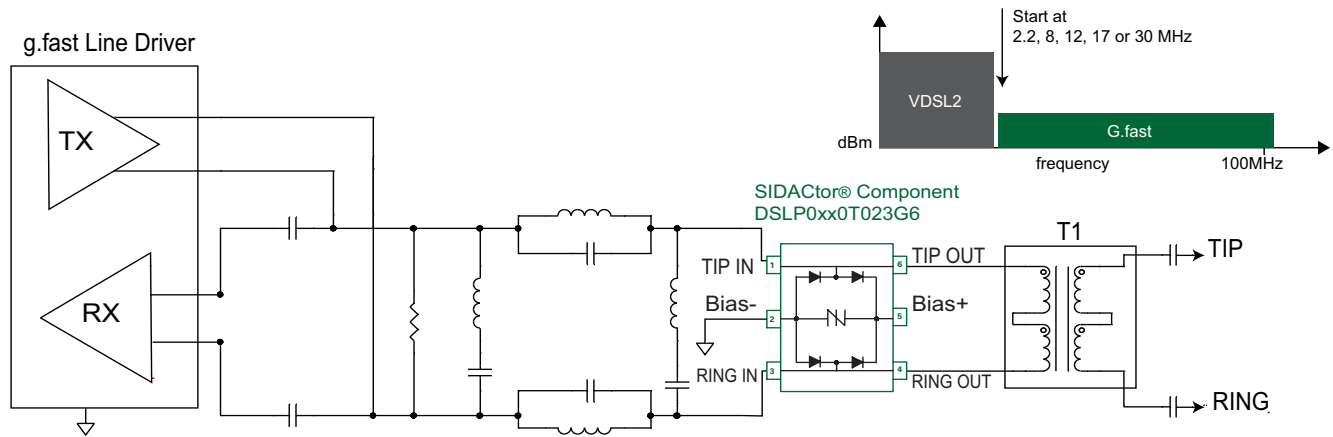 g.fast Line Driver
TX
RX
Start at
2.2, 8, 12, 17 or 30 MHz
VDSL2
G.fast
dBm
frequency
100MHz
SIDACtor® Component
DSLP0xx0T023G6
TIP IN
1
6
TIP OUT
Bias-
2
5
Bias+
RING IN
3
4
RING OUT
T1
TIP
RING